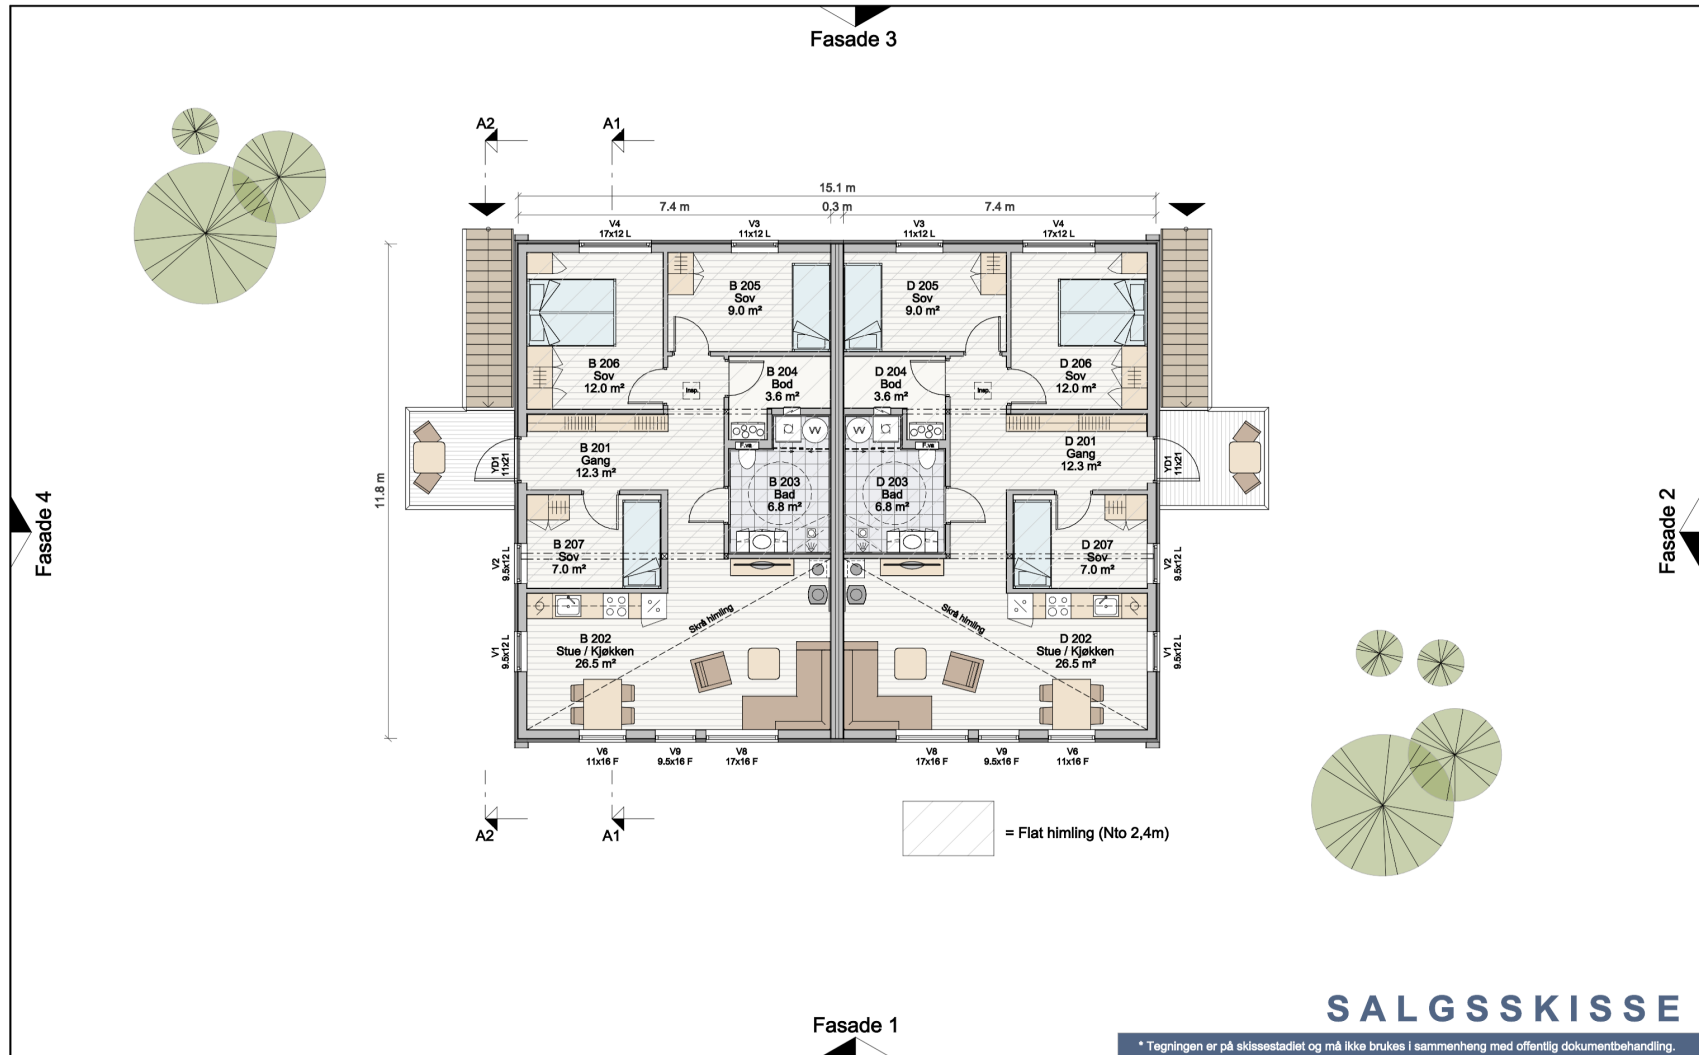 Fasade 3
A2
A1
15.1 m
7.4 m
0.3 m
7.4 m
V4
17x12 L
V3
11x12 L
V3
11x12 L
V4
17x12 L
B 205
Sov
9.0 m²
D 205
Sov
9.0 m²
B 206
Sov
12.0 m²
B 204
Bod
3.6 m²
D 204
Bod
3.6 m²
D 206
Sov
12.0 m²
Insp.
Insp.
11.8 m
YD1
11x21
B 201
Gang
12.3 m²
F.vs
VV
VV
F.vs
D 201
Gang
12.3 m²
YD1
11x21
B 203
Bad
6.8 m²
D 203
Bad
6.8 m²
Fasade 4
Fasade 2
V2
9.5x12 L
B 207
Sov
7.0 m²
D 207
Sov
7.0 m²
V2
9.5x12 L
Skrå himling
Skrå himling
V1
9.5x12 L
B 202
Stue / Kjøkken
26.5 m²
D 202
Stue / Kjøkken
26.5 m²
V1
9.5x12 L
V6
11x16 F
V9
9.5x16 F
V8
17x16 F
V8
17x16 F
V9
9.5x16 F
V6
11x16 F
A2
A1
= Flat himling (Nto 2,4m)
Fasade 1
SALGSSKISSE
* Tegningen er på skissestadiet og må ikke brukes i sammenheng med offentlig dokumentbehandling.